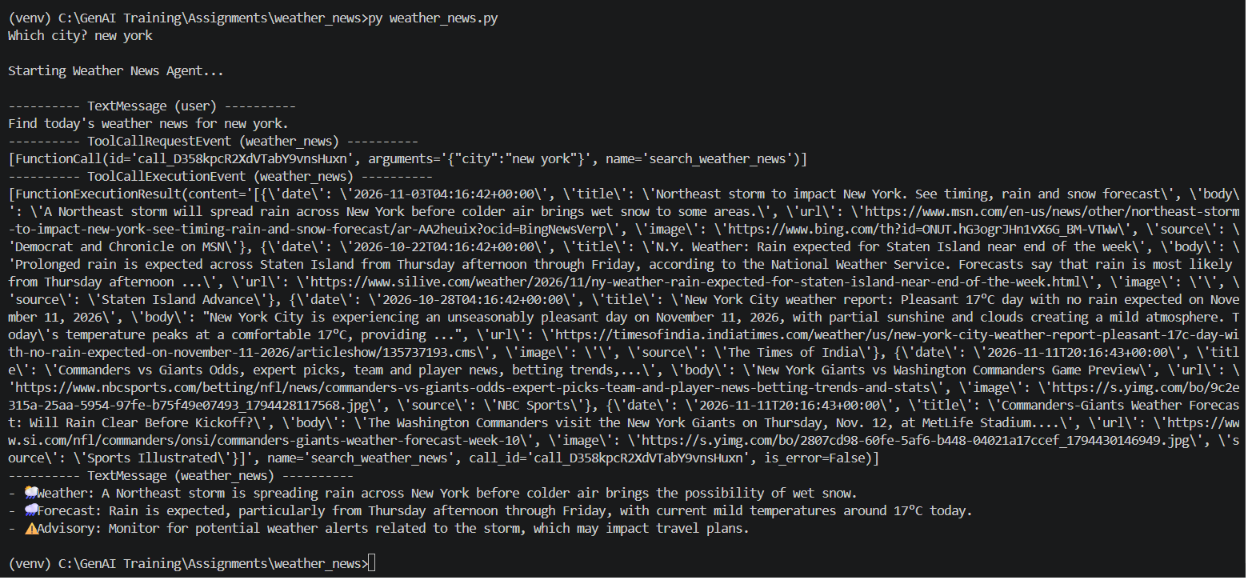 (venv) C:\GenAI Training\Assignments\weather_news>py weather_news.py
Which city? new york
Starting Weather News Agent...
---------- TextMessage (user) ----------
Find today's weather news for new york.
---------- ToolCallRequestEvent (weather_news) ----------
[FunctionCall(id='call_D358kpcR2XdVTabY9vnsHuxn', arguments='{"city":"new york"}', name='search_weather_news')]
---------- ToolCallExecutionEvent (weather_news) ----------
[FunctionExecutionResult(content='[{\'date\': \'2026-11-03T04:16:42+00:00\', \'title\': \'Northeast storm to impact New York. See timing, rain and snow forecast\', \'body\
': \'A Northeast storm will spread rain across New York before colder air brings wet snow to some areas.\', \'url\': \'https://www.msn.com/en-us/news/other/northeast-storm
-to-impact-new-york-see-timing-rain-and-snow-forecast/ar-AA2heuix?ocid=BingNewsVerp\', \'image\': \'https://www.bing.com/th?id=ONUT.hG3ogrJHn1vX6G_BM-VTWw\', \'source\': \
'Democrat and Chronicle on MSN\'}, {\'date\': \'2026-10-22T04:16:42+00:00\', \'title\': \'N.Y. Weather: Rain expected for Staten Island near end of the week\', \'body\': \
'Prolonged rain is expected across Staten Island from Thursday afternoon through Friday, according to the National Weather Service. Forecasts say that rain is most likely
from Thursday afternoon ...\', \'url\': \'https://www.silive.com/weather/2026/11/ny-weather-rain-expected-for-staten-island-near-end-of-the-week.html\', \'image\': \'\', \
'source\': \'Staten Island Advance\'}, {\'date\': \'2026-10-28T04:16:42+00:00\', \'title\': \'New York City weather report: Pleasant 17°C day with no rain expected on Nove
mber 11, 2026\', \'body\': "New York City is experiencing an unseasonably pleasant day on November 11, 2026, with partial sunshine and clouds creating a mild atmosphere. T
oday\'s temperature peaks at a comfortable 17°C, providing ...", \'url\': \'https://timesofindia.indiatimes.com/weather/us/new-york-city-weather-report-pleasant-17c-day-wi
th-no-rain-expected-on-november-11-2026/articleshow/135737193.cms\', \'image\': \'\', \'source\': \'The Times of India\'}, {\'date\': \'2026-11-11T20:16:43+00:00\', \'titl
e\': \'Commanders vs Giants Odds, expert picks, team and player news, betting trends,...\', \'body\': \'New York Giants vs Washington Commanders Game Preview\', \'url\': \
'https://www.nbcsports.com/betting/nfl/news/commanders-vs-giants-odds-expert-picks-team-and-player-news-betting-trends-and-stats\', \'image\': \'https://s.yimg.com/bo/9c2e
315a-25aa-5954-97fe-b75f49e07493_1794428117568.jpg\', \'source\': \'NBC Sports\'}, {\'date\': \'2026-11-11T20:16:43+00:00\', \'title\': \'Commanders-Giants Weather Forecas
t: Will Rain Clear Before Kickoff?\', \'body\': \'The Washington Commanders visit the New York Giants on Thursday, Nov. 12, at MetLife Stadium....\', \'url\': \'https://ww
w.si.com/nfl/commanders/onsi/commanders-giants-weather-forecast-week-10\', \'image\': \'https://s.yimg.com/bo/2807cd98-60fe-5af6-b448-04021a17ccef_1794430146949.jpg\', \'s
ource\': \'Sports Illustrated\'}]', name='search_weather_news', call_id='call_D358kpcR2XdVTabY9vnsHuxn', is_error=False)]
---------- TextMessage (weather_news) ----------
- 🌦️Weather: A Northeast storm is spreading rain across New York before colder air brings the possibility of wet snow.
- 🌧️Forecast: Rain is expected, particularly from Thursday afternoon through Friday, with current mild temperatures around 17°C today.
- ⚠️Advisory: Monitor for potential weather alerts related to the storm, which may impact travel plans.
(venv) C:\GenAI Training\Assignments\weather_news>